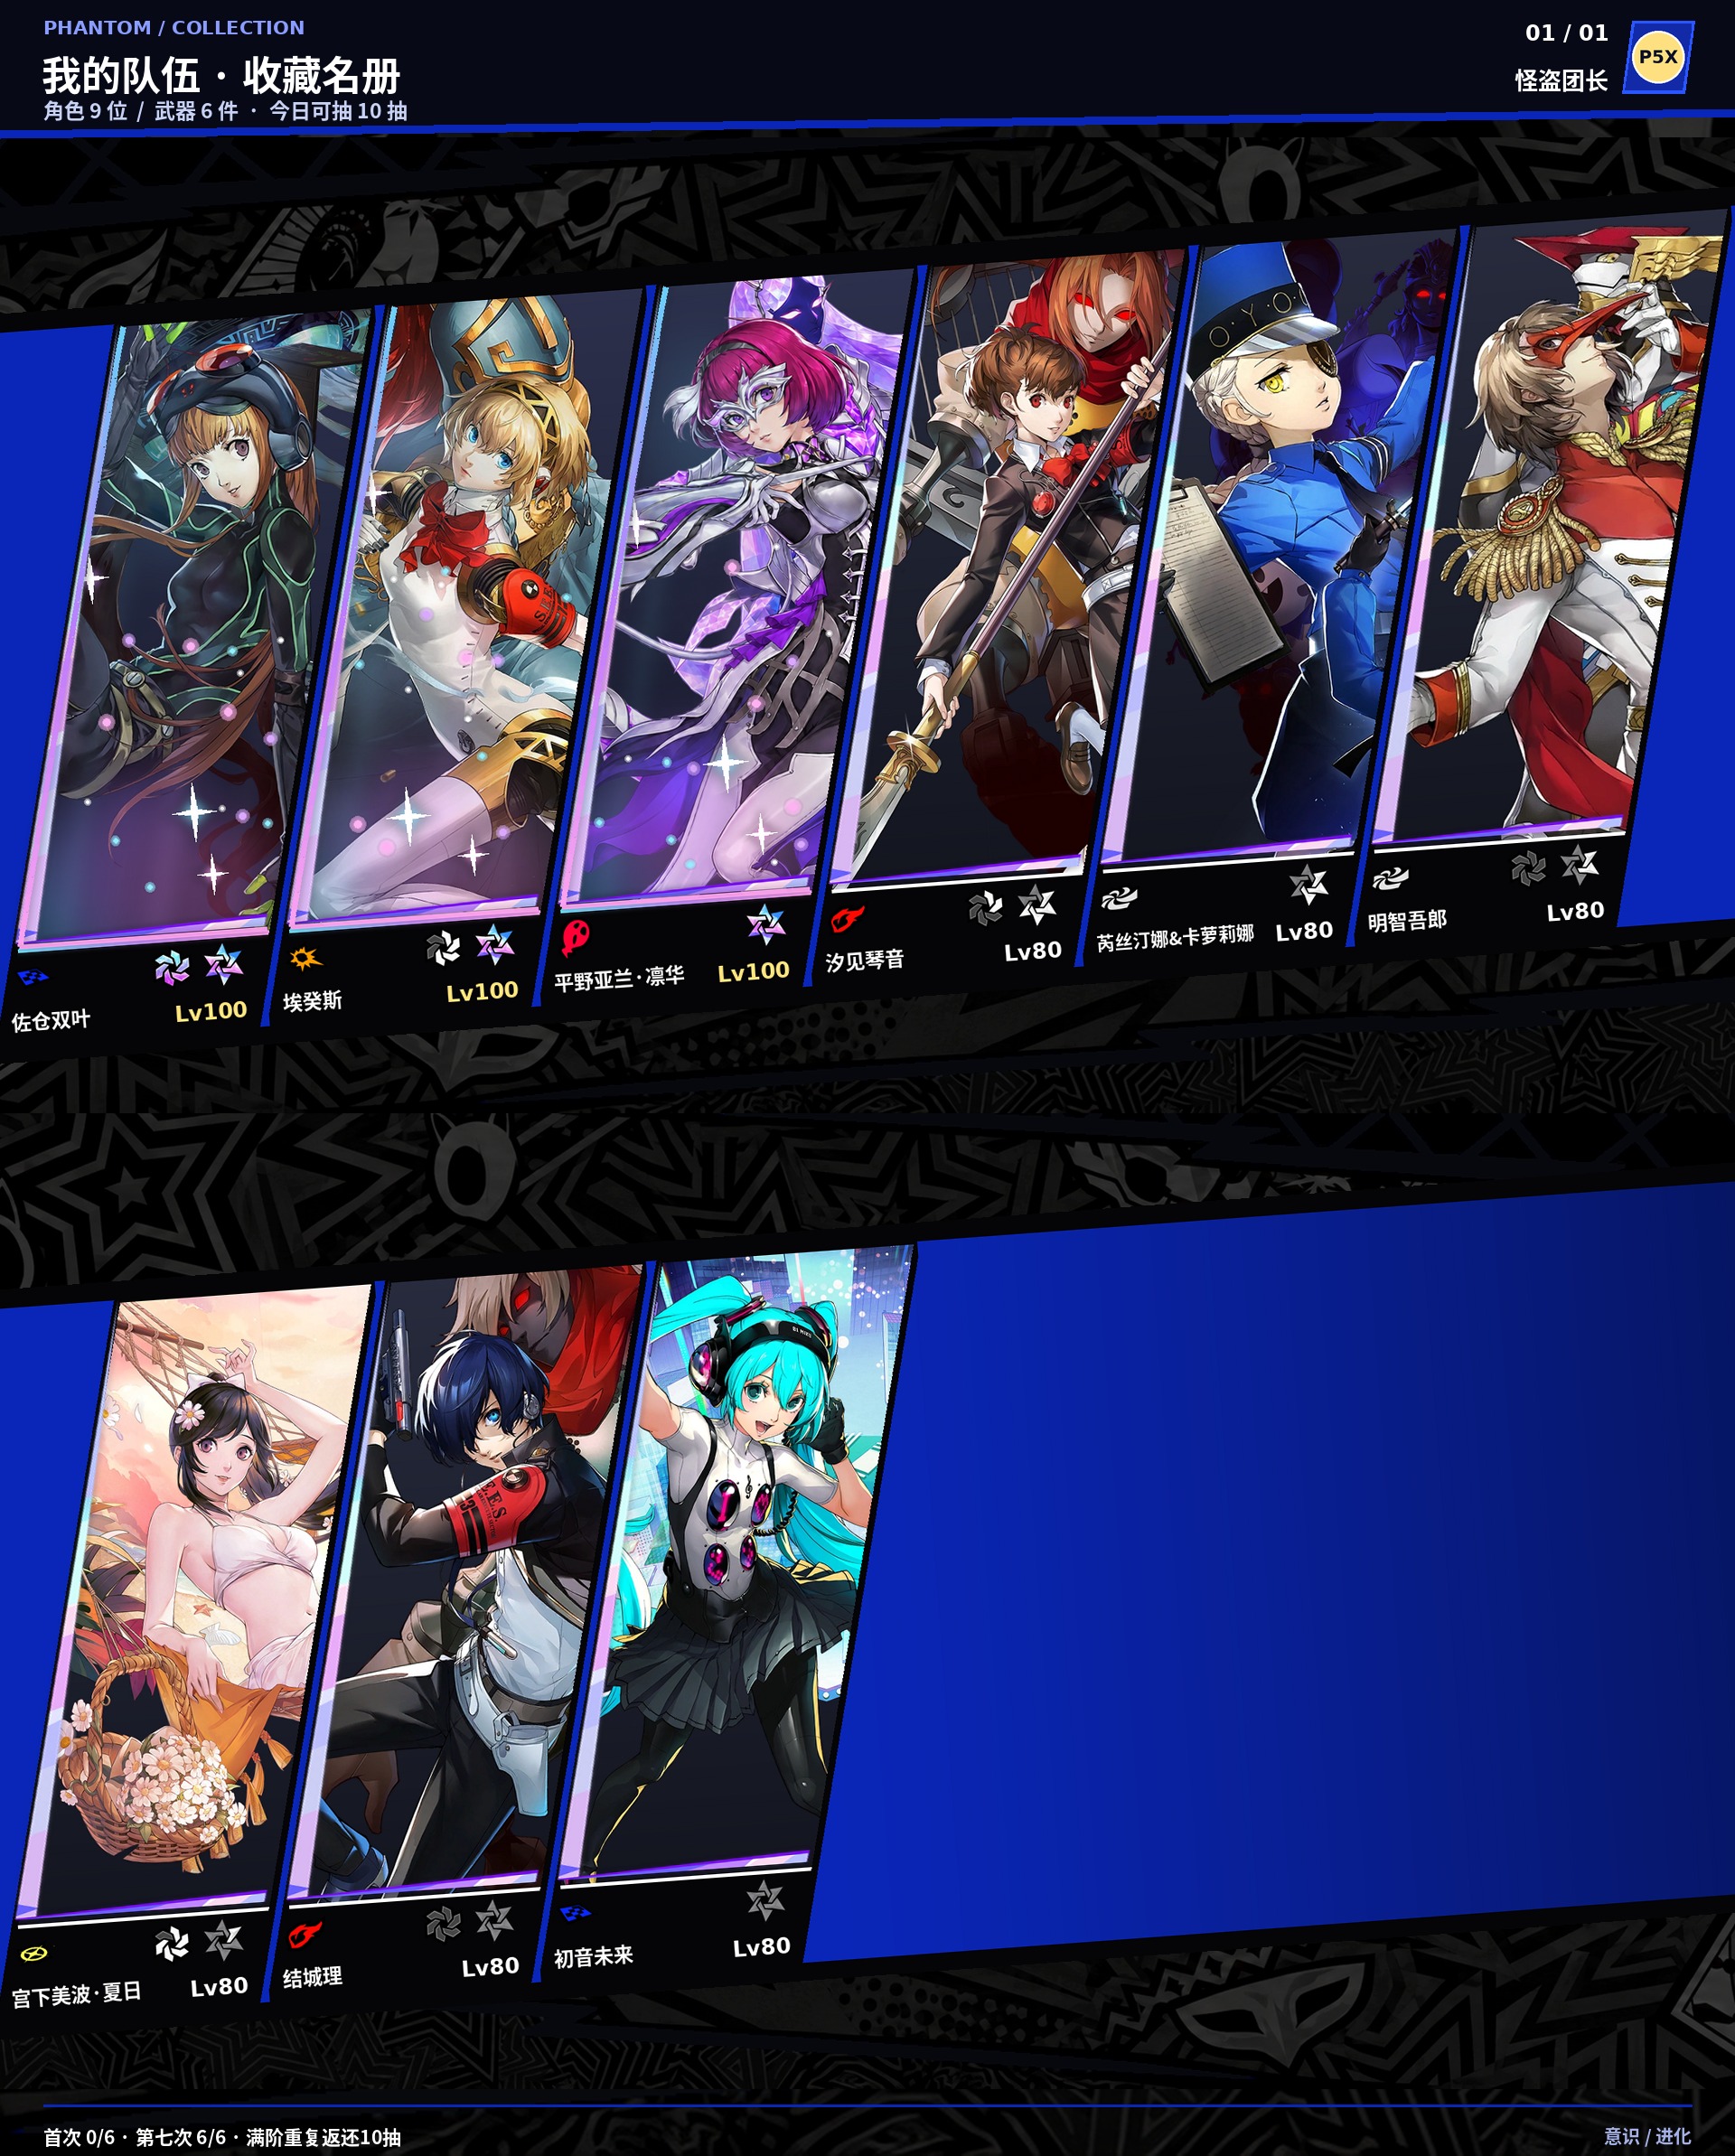 PHANTOM / COLLECTION
我的队伍 · 收藏名册
角色 9 位 / 武器 6 件 · 今日可抽 10 抽
01 / 01
怪盗团长
P5X
佐仓双叶 Lv100
埃癸斯 Lv100
平野亚兰·凛华 Lv100
汐见琴音 Lv80
芮丝汀娜&卡萝莉娜 Lv80
明智吾郎 Lv80
宫下美波·夏日 Lv80
结城理 Lv80
初音未来 Lv80
首次 0/6 · 第七次 6/6 · 满阶重复返还10抽
意识 / 进化